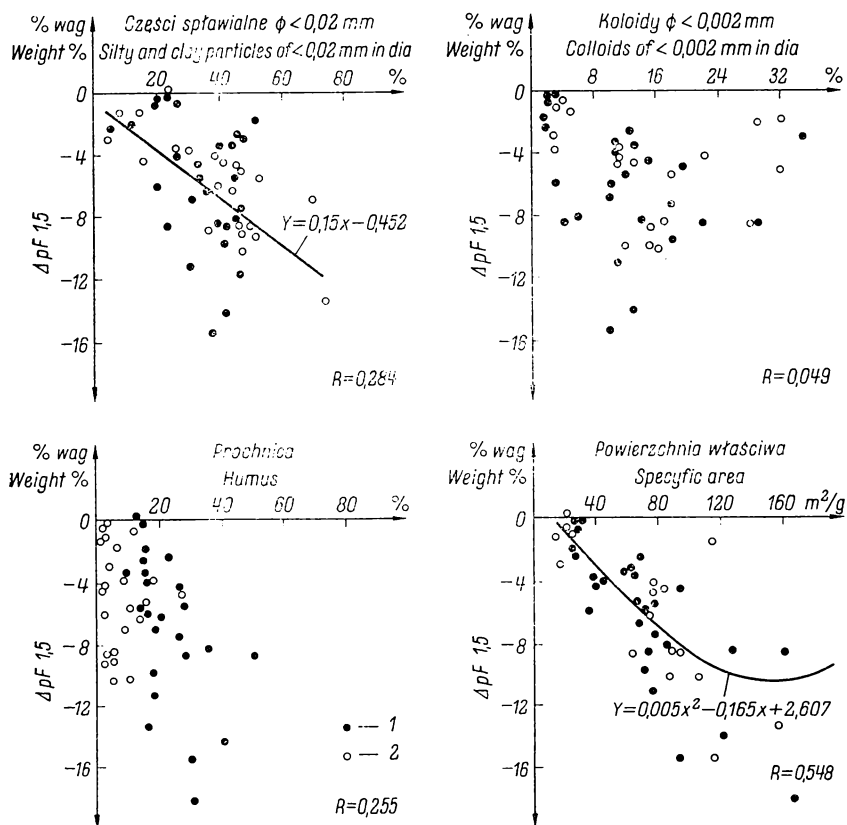 % wag Części spławialne ϕ < 0,02 mm
Weight % Silty and clay particles of < 0,02 mm in dia
20 40 60 80 %
0
-4
-8
-12
-16
Δ pF 1,5
Y=0,15x-0,452
R=0,284
% wag Koloidy ϕ < 0,002 mm
Weight % Colloids of < 0,002 mm in dia
8 16 24 32 %
0
-4
-8
-12
-16
Δ pF 1,5
R=0,049
% wag Prochnica
Weight % Humus
20 40 60 80 %
0
-4
-8
-12
-16
Δ pF 1,5
● — 1
○ — 2
R=0,255
% wag Powierzchnia właściwa
Weight % Specyfic area
40 80 120 160 m²/g
0
-4
-8
-12
-16
Δ pF 1,5
Y=0,005x²-0,165x+2,607
R=0,548